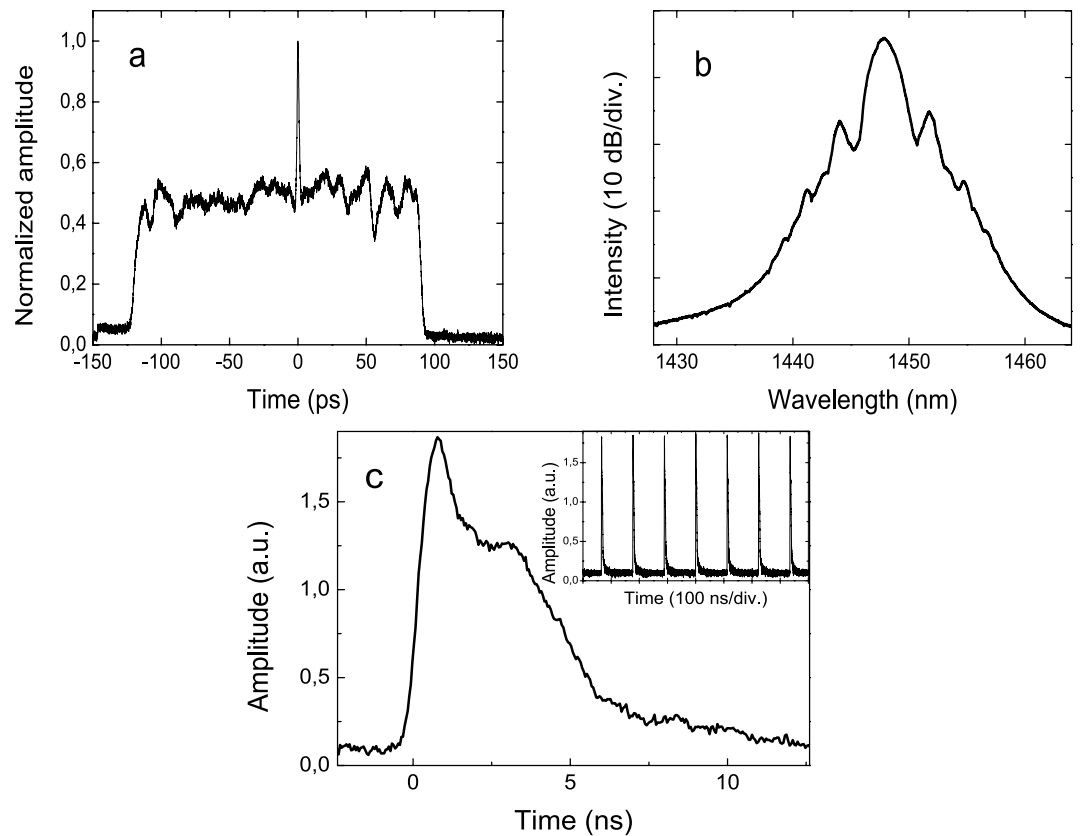 a
Normalized amplitude
1,0
0,8
0,6
0,4
0,2
0,0
-150 -100 -50 0 50 100 150
Time (ps)
b
Intensity (10 dB/div.)
1430 1440 1450 1460
Wavelength (nm)
c
Amplitude (a.u.)
1,5
1,0
0,5
0,0
0 5 10
Time (ns)
Amplitude (a.u.)
1,5
1,0
0,5
0,0
Time (100 ns/div.)